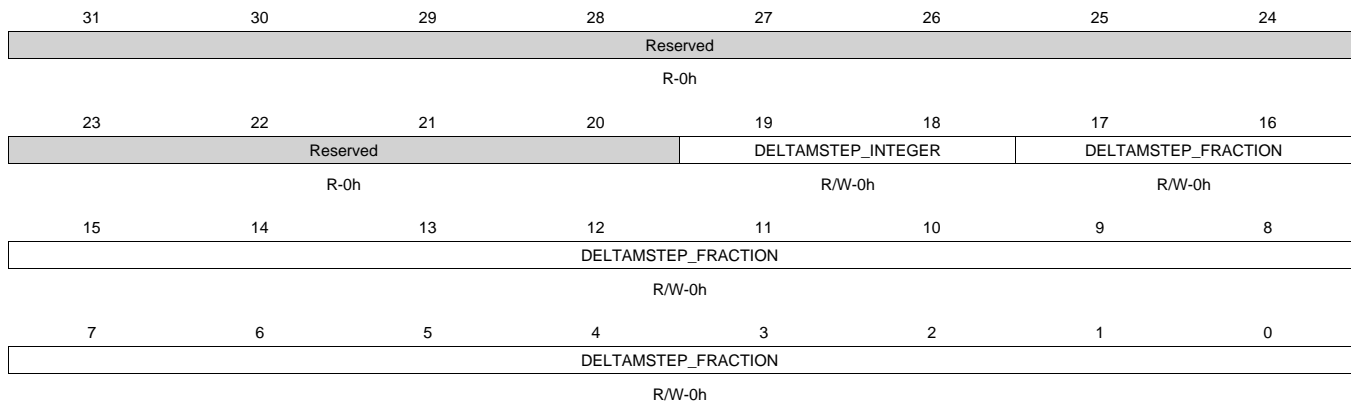 31 30 29 28 27 26 25 24
Reserved
R-0h
23 22 21 20 19 18 17 16
Reserved DELTAMSTEP_INTEGER DELTAMSTEP_FRACTION
R-0h R/W-0h R/W-0h
15 14 13 12 11 10 9 8
DELTAMSTEP_FRACTION
R/W-0h
7 6 5 4 3 2 1 0
DELTAMSTEP_FRACTION
R/W-0h